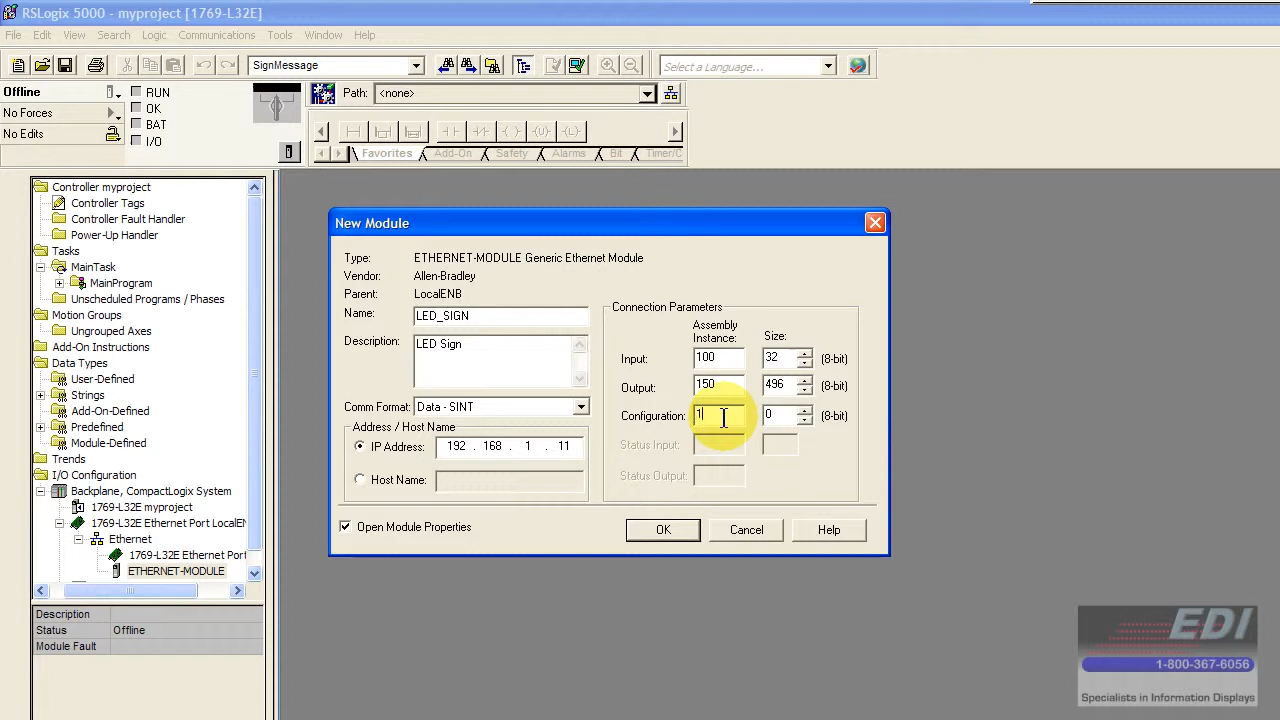 RSLogix 5000 - myproject [1769-L32E]
File Edit View Search Logic Communications Tools Window Help
SignMessage
Select a Language...
Offline
RUN
Path: <none>
No Forces
OK
No Edits
BAT
I/O
Favorites Add-On Safety Alarms Bit Timer/C
Controller myproject
Controller Tags
Controller Fault Handler
Power-Up Handler
Tasks
MainTask
MainProgram
Unscheduled Programs / Phases
Motion Groups
Ungrouped Axes
Add-On Instructions
Data Types
User-Defined
Strings
Add-On-Defined
Predefined
Module-Defined
Trends
I/O Configuration
Backplane, CompactLogix System
1769-L32E myproject
1769-L32E Ethernet Port LocalEN
Ethernet
1769-L32E Ethernet Port
ETHERNET-MODULE
Description
Status Offline
Module Fault
New Module
Type: ETHERNET-MODULE Generic Ethernet Module
Vendor: Allen-Bradley
Parent: LocalENB
Name: LED_SIGN
Description: LED Sign
Comm Format: Data - SINT
Address / Host Name
IP Address: 192 . 168 . 1 . 11
Host Name:
Connection Parameters
Assembly
Instance: Size:
Input: 100 32 (8-bit)
Output: 150 496 (8-bit)
Configuration: 1 0 (8-bit)
Status Input:
Status Output:
Open Module Properties
OK Cancel Help
EDI
1-800-367-6056
Specialists in Information Displays